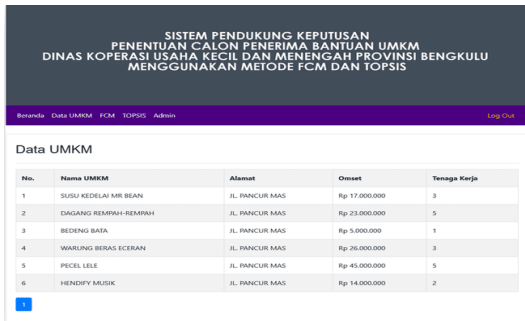 SISTEM PENDUKUNG KEPUTUSAN
PENENTUAN CALON PENERIMA BANTUAN UMKM
DINAS KOPERASI USAHA KECIL DAN MENENGAH PROVINSI BENGKULU
MENGGUNAKAN METODE FCM DAN TOPSIS
Beranda Data UMKM FCM TOPSIS Admin Log Out
Data UMKM
No. Nama UMKM Alamat Omset Tenaga Kerja
1 SUSU KEDELAI MR BEAN JL. PANCUR MAS Rp 17.000.000 3
2 DAGANG REMPAH-REMPAH JL. PANCUR MAS Rp 23.000.000 5
3 BEDENG BATA JL. PANCUR MAS Rp 5.000.000 1
4 WARUNG BERAS ECERAN JL. PANCUR MAS Rp 26.000.000 3
5 PECEL LELE JL. PANCUR MAS Rp 45.000.000 5
6 HENDIFY MUSIK JL. PANCUR MAS Rp 14.000.000 2
1